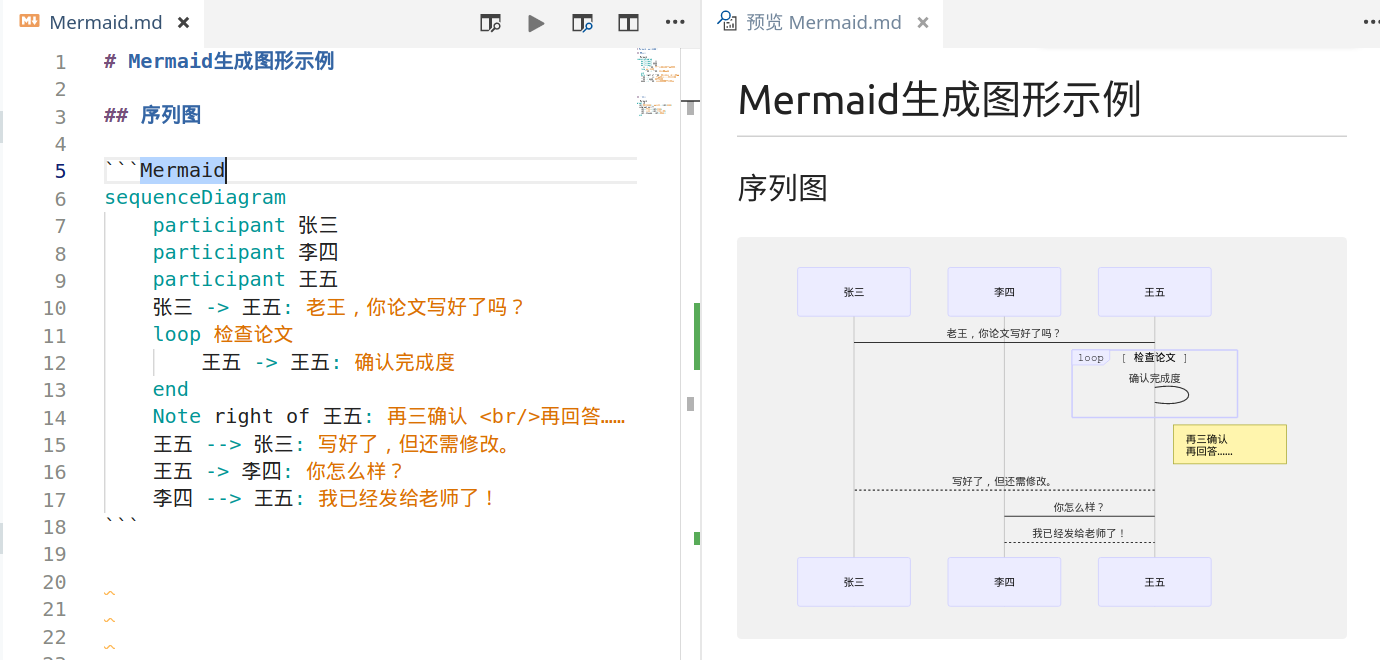 Mermaid.md
预览 Mermaid.md
1 # Mermaid生成图形示例
2
3 ## 序列图
4
5 ```Mermaid
6 sequenceDiagram
7 participant 张三
8 participant 李四
9 participant 王五
10 张三 -> 王五: 老王，你论文写好了吗？
11 loop 检查论文
12 王五 -> 王五: 确认完成度
13 end
14 Note right of 王五: 再三确认 <br/>再回答……
15 王五 --> 张三: 写好了，但还需修改。
16 王五 -> 李四: 你怎么样？
17 李四 --> 王五: 我已经发给老师了！
18 ```
19
20
21
22
Mermaid生成图形示例
序列图
张三 李四 王五
老王，你论文写好了吗？
loop [ 检查论文 ]
确认完成度
再三确认
再回答……
写好了，但还需修改。
你怎么样？
我已经发给老师了！
张三 李四 王五